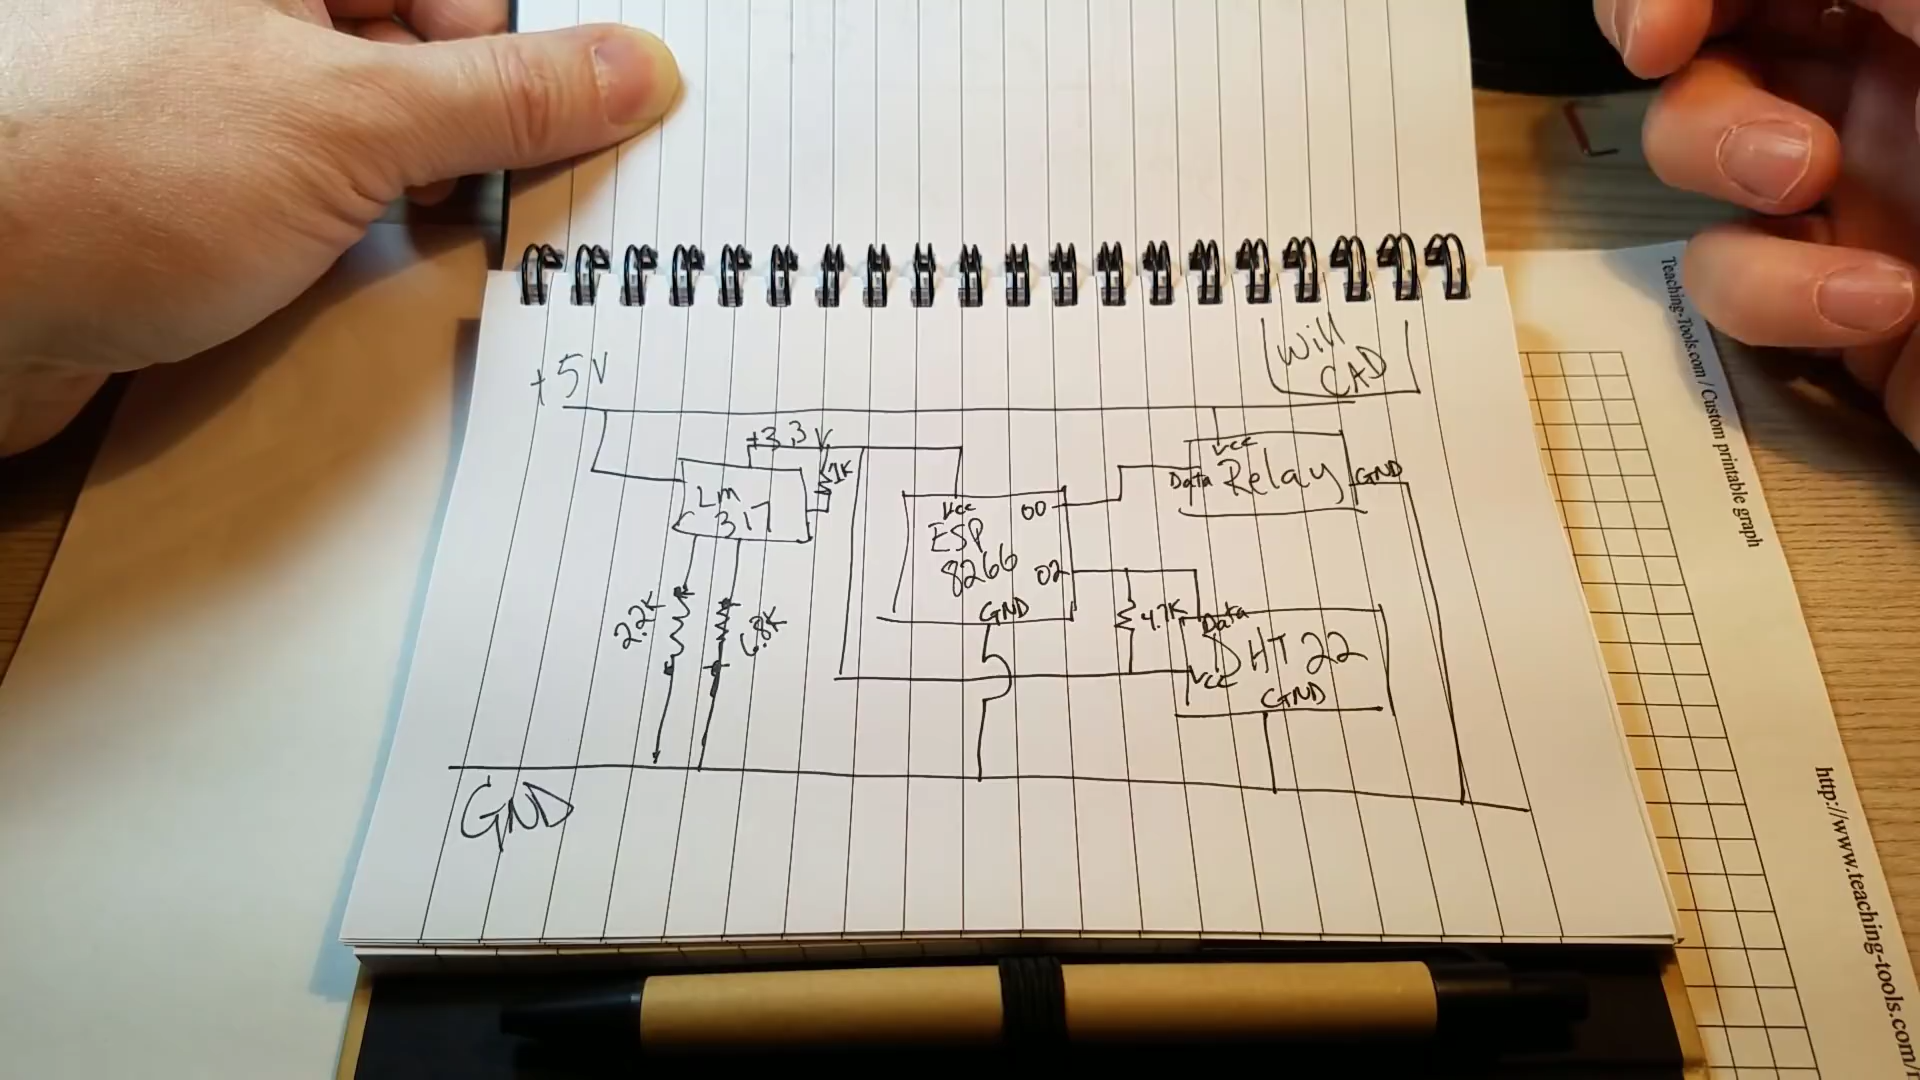 Will
CAD
+5V
+3.3V
1K
Lm
317
2.2K
6.8K
Vcc
ESP
8266
00
02
GND
Vcc
Data
Relay
GND
4.7K
Data
DHT22
Vcc
GND
GND
Teaching-Tools.com / Custom printable graph
http://www.teaching-tools.com/